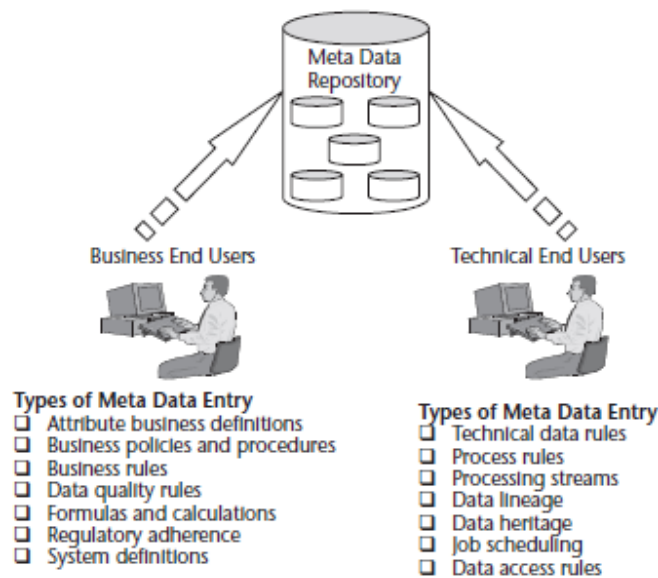 Meta Data
Repository
Business End Users
Technical End Users
Types of Meta Data Entry
❑ Attribute business definitions
❑ Business policies and procedures
❑ Business rules
❑ Data quality rules
❑ Formulas and calculations
❑ Regulatory adherence
❑ System definitions
Types of Meta Data Entry
❑ Technical data rules
❑ Process rules
❑ Processing streams
❑ Data lineage
❑ Data heritage
❑ Job scheduling
❑ Data access rules